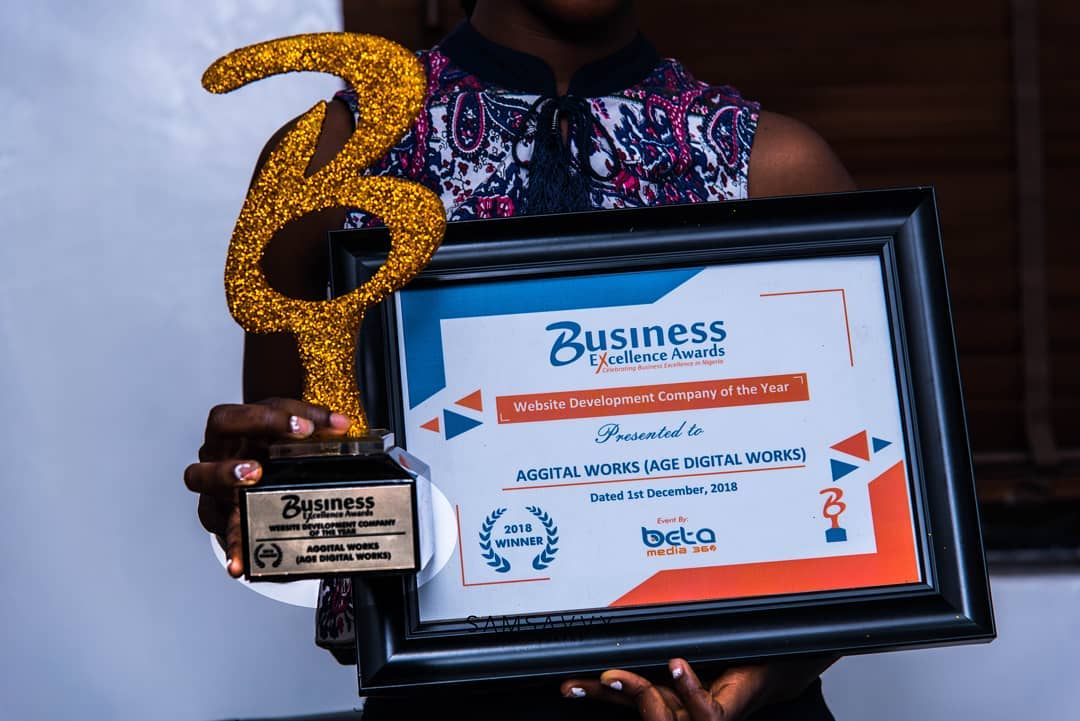 Business
Excellence Awards
Celebrating Business Excellence in Nigeria
Website Development Company of the Year
Presented to
AGGITAL WORKS (AGE DIGITAL WORKS)
Dated 1st December, 2018
2018
WINNER
Event By:
beta
media 360
Business
Excellence Awards
WEBSITE DEVELOPMENT COMPANY
OF THE YEAR
AGGITAL WORKS
(AGE DIGITAL WORKS)
SAMSAVVY